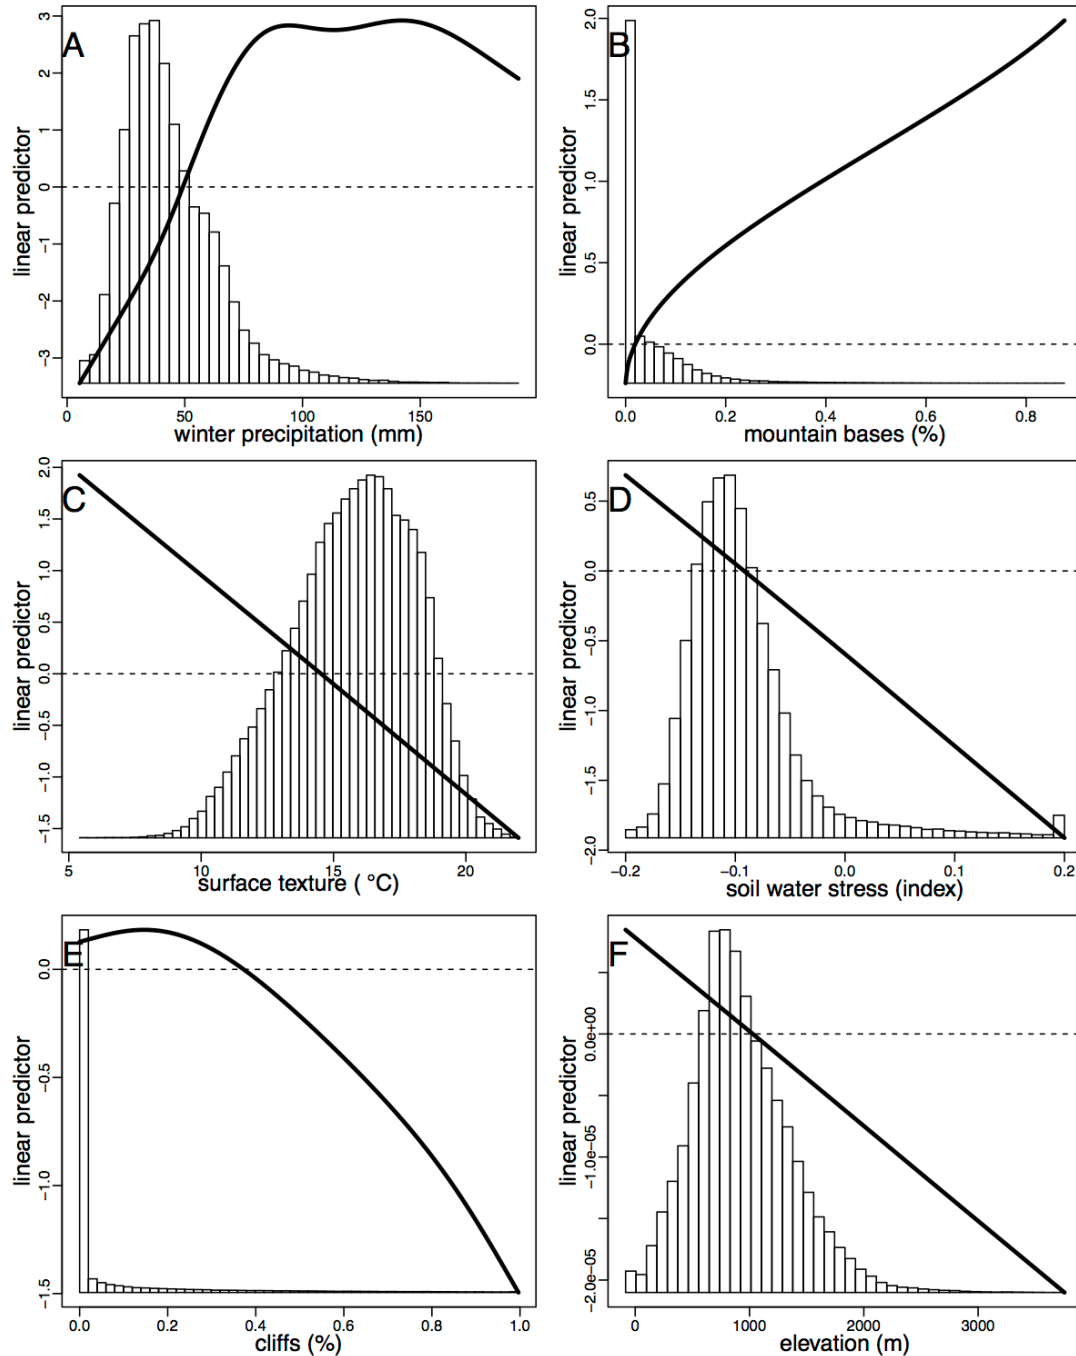 A
linear predictor
3
2
1
0
−1
−2
−3
0
50
100
150
winter precipitation (mm)
B
linear predictor
2.0
1.5
1.0
0.5
0.0
0.0
0.2
0.4
0.6
0.8
mountain bases (%)
C
linear predictor
2.0
1.5
1.0
0.5
0.0
−0.5
−1.0
−1.5
5
10
15
20
surface texture ( °C)
D
linear predictor
0.5
0.0
−0.5
−1.0
−1.5
−2.0
−0.2
−0.1
0.0
0.1
0.2
soil water stress (index)
E
linear predictor
0.0
−0.5
−1.0
−1.5
0.0
0.2
0.4
0.6
0.8
1.0
cliffs (%)
F
linear predictor
0.0e+00
−1.0e−05
−2.0e−05
0
1000
2000
3000
elevation (m)